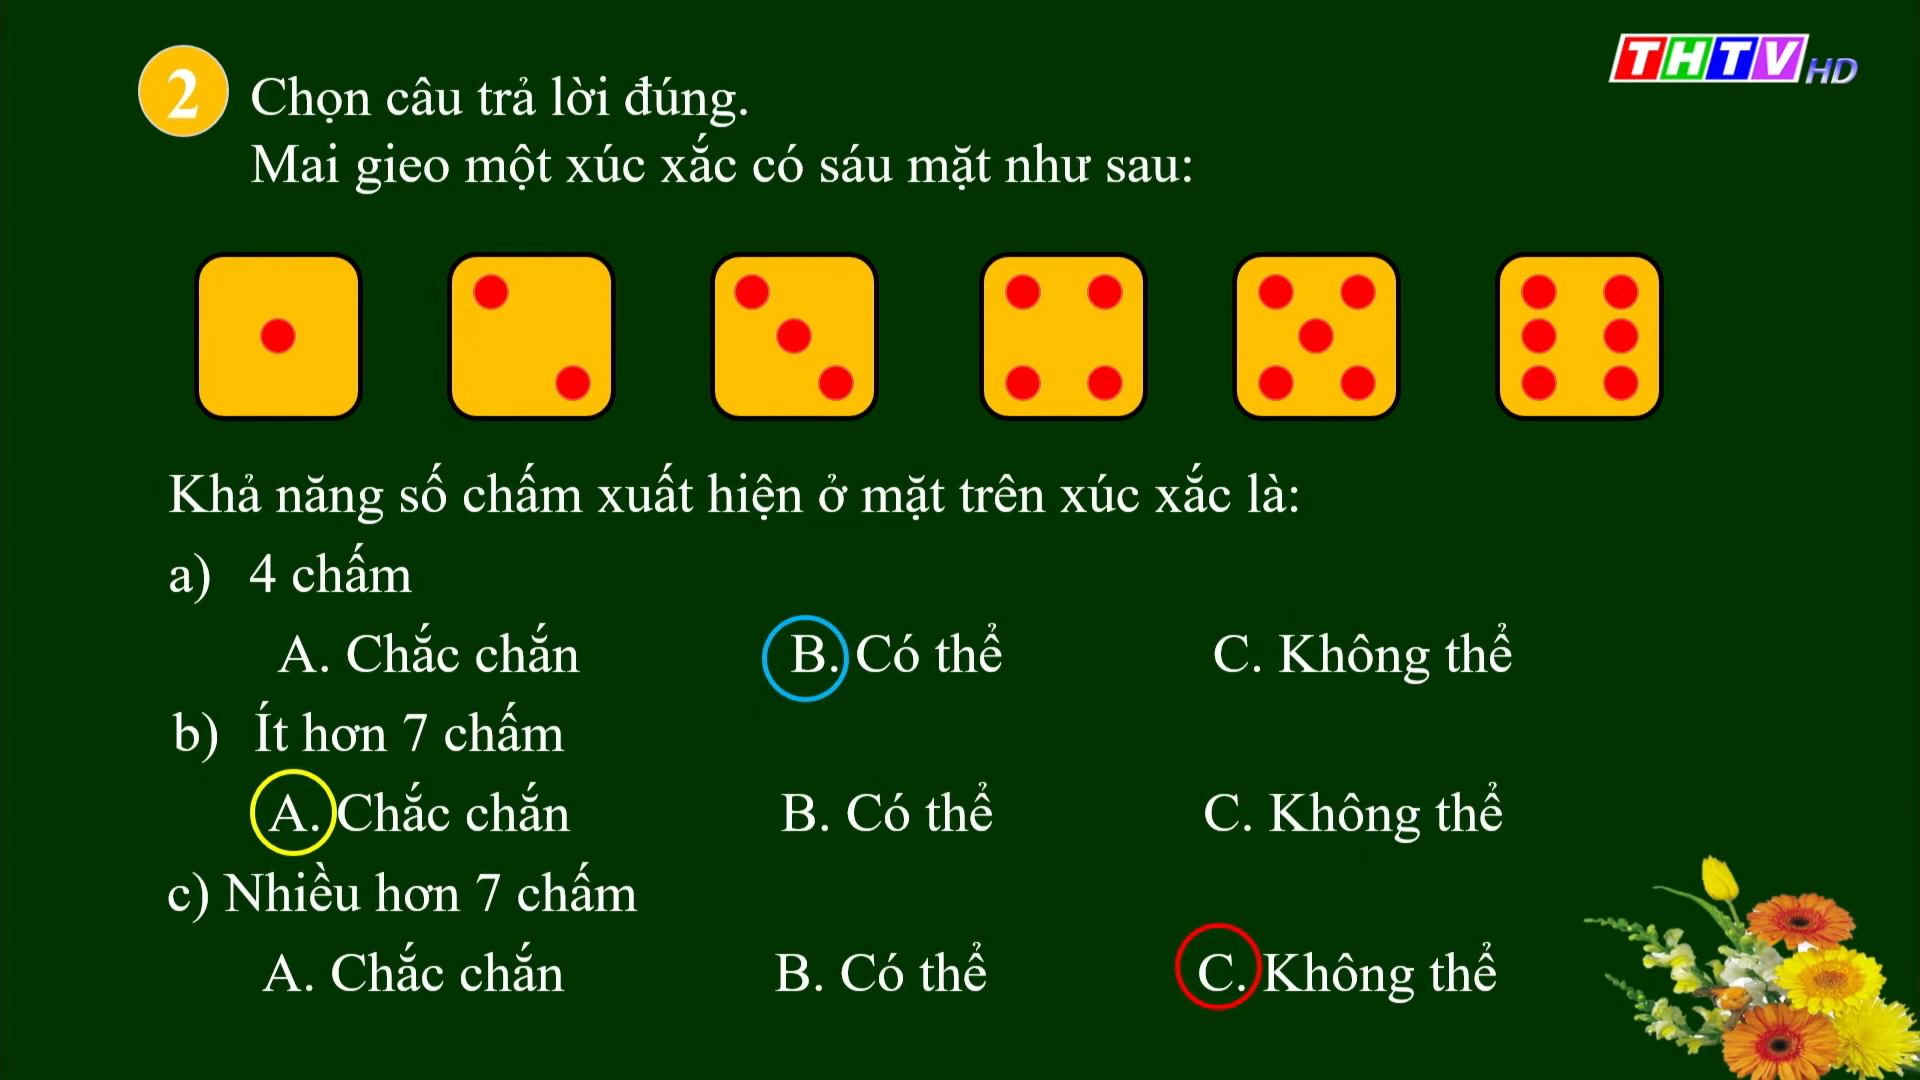 THTV HD
2 Chọn câu trả lời đúng.
Mai gieo một xúc xắc có sáu mặt như sau:
Khả năng số chấm xuất hiện ở mặt trên xúc xắc là:
a) 4 chấm
A. Chắc chắn B. Có thể C. Không thể
b) Ít hơn 7 chấm
A. Chắc chắn B. Có thể C. Không thể
c) Nhiều hơn 7 chấm
A. Chắc chắn B. Có thể C. Không thể